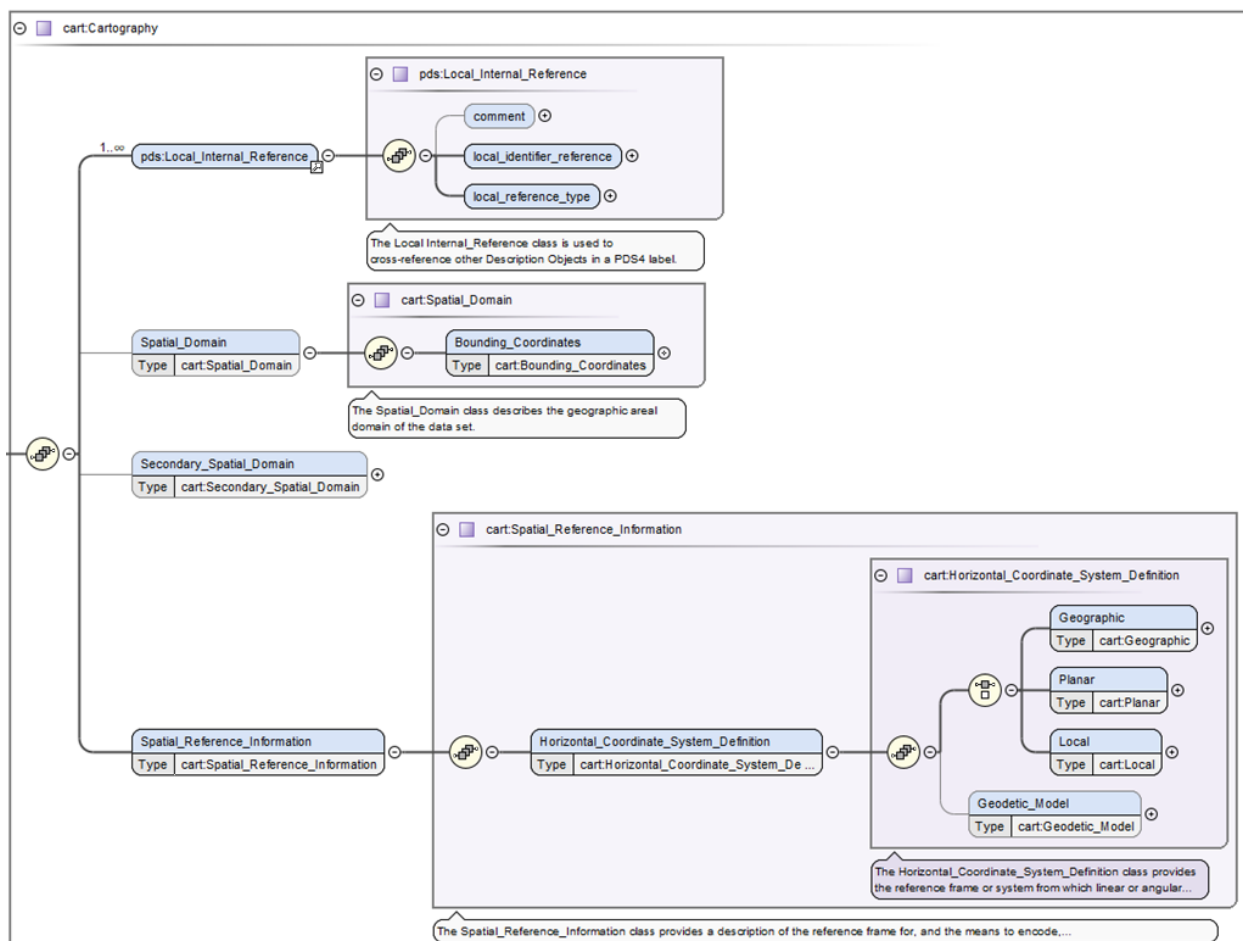 cart:Cartography
pds:Local_Internal_Reference
comment
1..∞
pds:Local_Internal_Reference
local_identifier_reference
local_reference_type
The Local Internal_Reference class is used to
cross-reference other Description Objects in a PDS4 label.
cart:Spatial_Domain
Spatial_Domain
Type cart:Spatial_Domain
Bounding_Coordinates
Type cart:Bounding_Coordinates
The Spatial_Domain class describes the geographic areal
domain of the data set.
Secondary_Spatial_Domain
Type cart:Secondary_Spatial_Domain
cart:Spatial_Reference_Information
cart:Horizontal_Coordinate_System_Definition
Geographic
Type cart:Geographic
Planar
Type cart:Planar
Spatial_Reference_Information
Type cart:Spatial_Reference_Information
Horizontal_Coordinate_System_Definition
Type cart:Horizontal_Coordinate_System_De ...
Local
Type cart:Local
Geodetic_Model
Type cart:Geodetic_Model
The Horizontal_Coordinate_System_Definition class provides
the reference frame or system from which linear or angular...
The Spatial_Reference_Information class provides a description of the reference frame for, and the means to encode,...